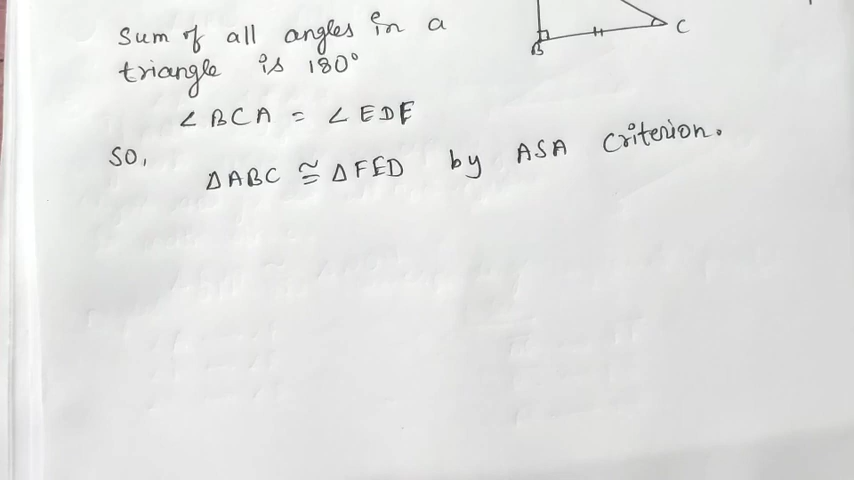 Sum of all angles in a
triangle is 180°
∠BCA = ∠EDF
So,
ΔABC ≅ ΔFED by ASA Criterion.
B
C